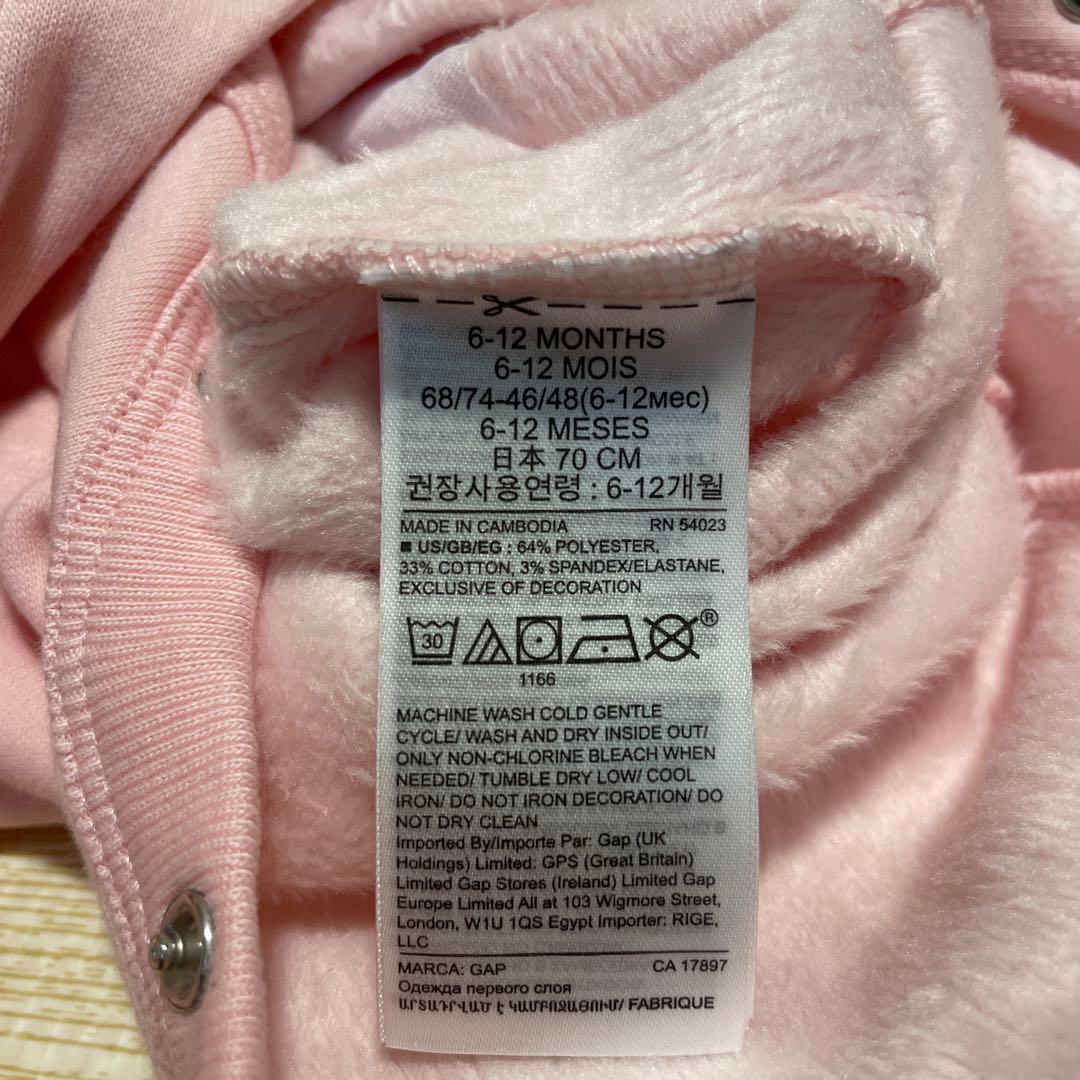 6-12 MONTHS
6-12 MOIS
68/74-46/48(6-12мес)
6-12 MESES
日本 70 CM
권장사용연령 : 6-12개월
MADE IN CAMBODIA RN 54023
■ US/GB/EG : 64% POLYESTER,
33% COTTON, 3% SPANDEX/ELASTANE,
EXCLUSIVE OF DECORATION
30 ®
1166
MACHINE WASH COLD GENTLE
CYCLE/ WASH AND DRY INSIDE OUT/
ONLY NON-CHLORINE BLEACH WHEN
NEEDED/ TUMBLE DRY LOW/ COOL
IRON/ DO NOT IRON DECORATION/ DO
NOT DRY CLEAN
Imported By/Importe Par: Gap (UK
Holdings) Limited: GPS (Great Britain)
Limited Gap Stores (Ireland) Limited Gap
Europe Limited All at 103 Wigmore Street,
London, W1U 1QS Egypt Importer: RIGE,
LLC
MARCA: GAP CA 17897
Одежда первого слоя
ԱՐՏԱԴՐՎԱԾ Է ԿԱՄԲՈՋԱՅՈՒՄ/ FABRIQUE